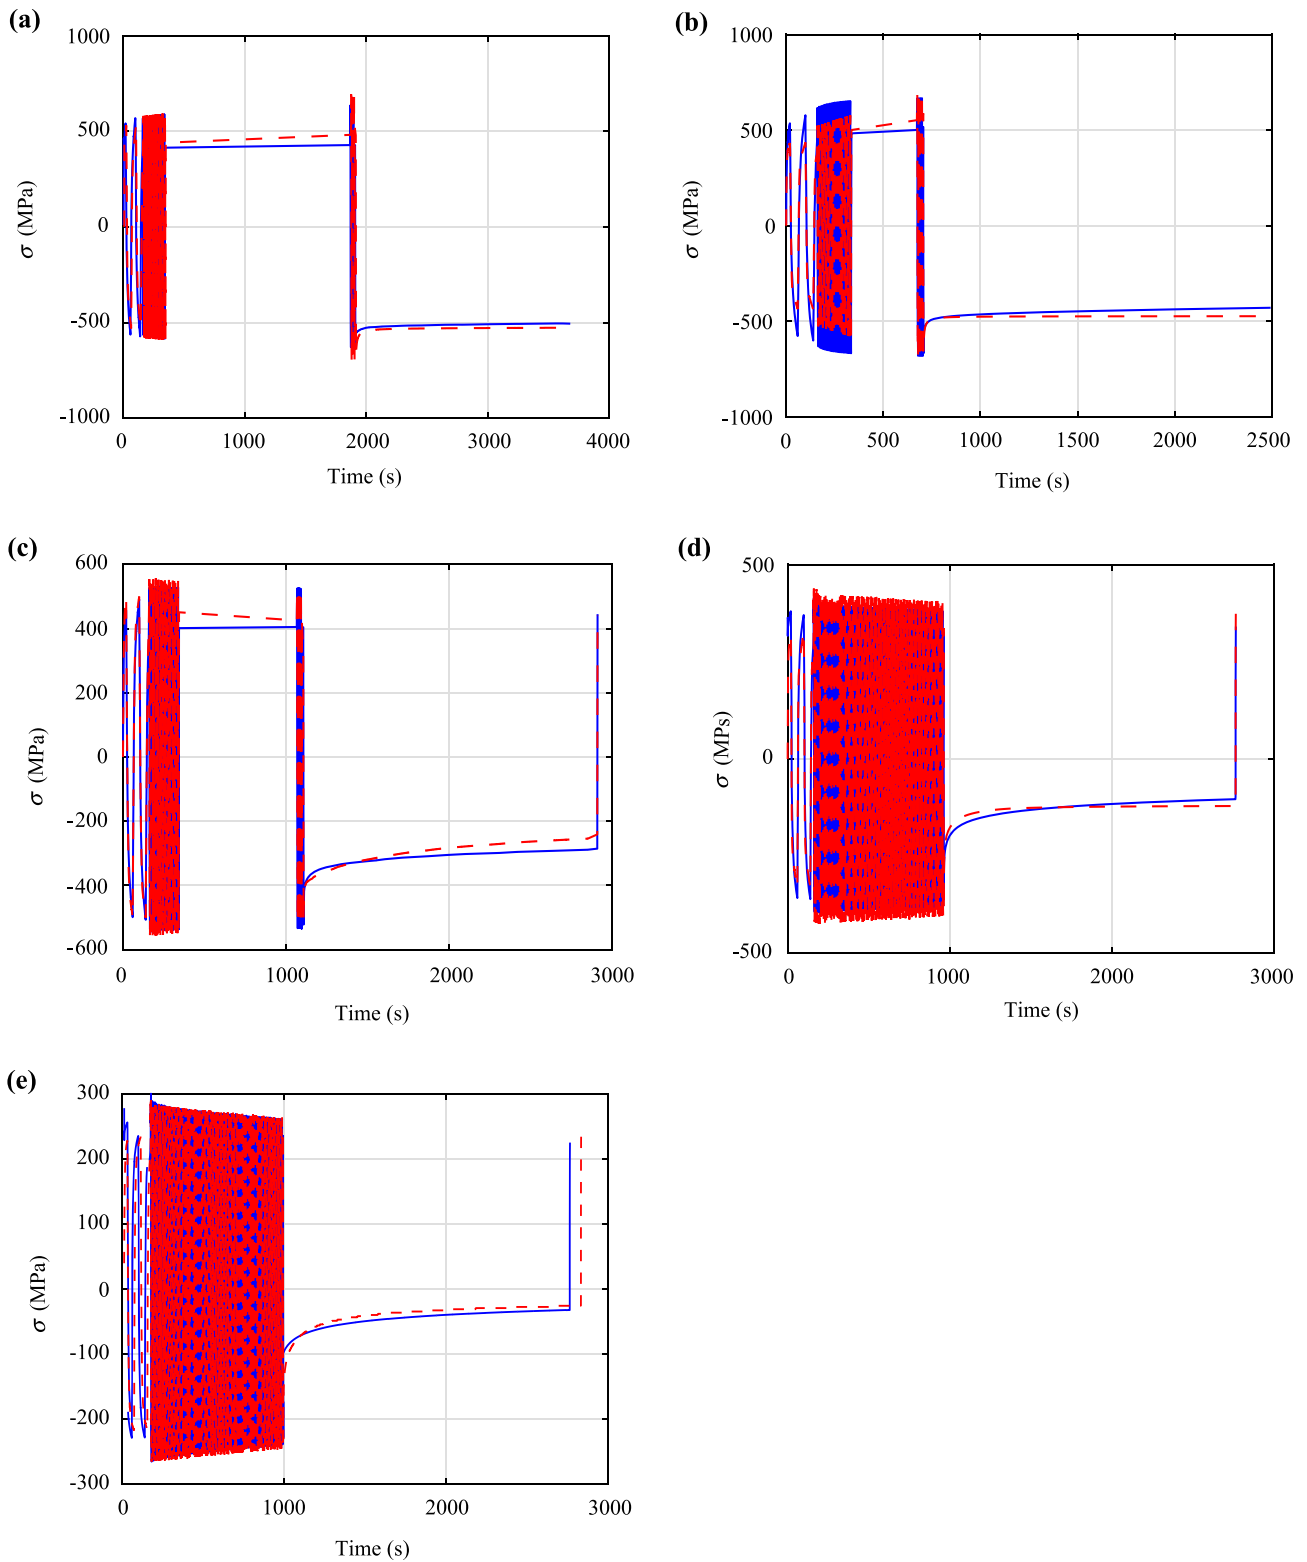 (a)
1000
500
0
-500
-1000
σ (MPa)
0 1000 2000 3000 4000
Time (s)
(b)
1000
500
0
-500
-1000
σ (MPa)
0 500 1000 1500 2000 2500
Time (s)
(c)
600
400
200
0
-200
-400
-600
σ (MPa)
0 1000 2000 3000
Time (s)
(d)
500
0
-500
σ (MPs)
0 1000 2000 3000
Time (s)
(e)
300
200
100
0
-100
-200
-300
σ (MPa)
0 1000 2000 3000
Time (s)